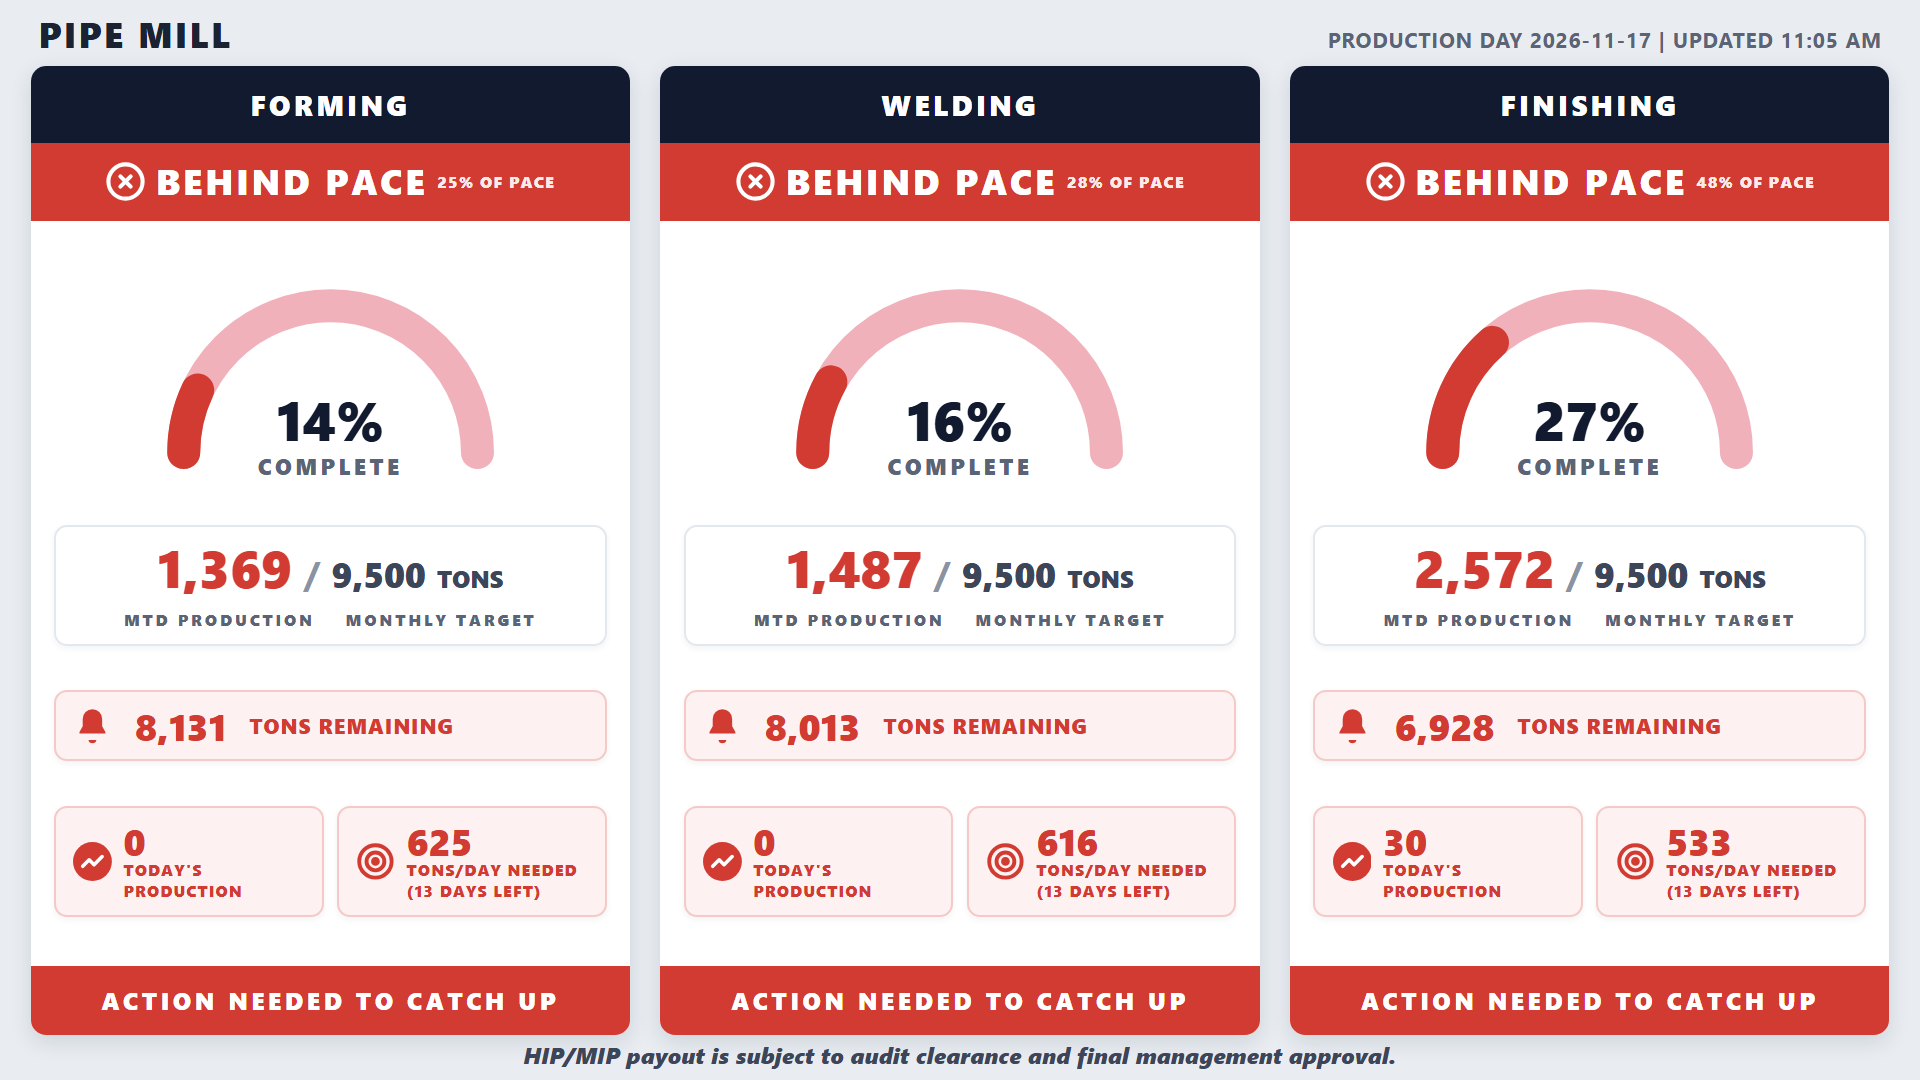 PIPE MILL
PRODUCTION DAY 2026-11-17 | UPDATED 11:05 AM
FORMING
BEHIND PACE 25% OF PACE
14%
COMPLETE
1,369 / 9,500 TONS
MTD PRODUCTION MONTHLY TARGET
8,131 TONS REMAINING
0
TODAY'S
PRODUCTION
625
TONS/DAY NEEDED
(13 DAYS LEFT)
ACTION NEEDED TO CATCH UP
WELDING
BEHIND PACE 28% OF PACE
16%
COMPLETE
1,487 / 9,500 TONS
MTD PRODUCTION MONTHLY TARGET
8,013 TONS REMAINING
0
TODAY'S
PRODUCTION
616
TONS/DAY NEEDED
(13 DAYS LEFT)
ACTION NEEDED TO CATCH UP
FINISHING
BEHIND PACE 48% OF PACE
27%
COMPLETE
2,572 / 9,500 TONS
MTD PRODUCTION MONTHLY TARGET
6,928 TONS REMAINING
30
TODAY'S
PRODUCTION
533
TONS/DAY NEEDED
(13 DAYS LEFT)
ACTION NEEDED TO CATCH UP
HIP/MIP payout is subject to audit clearance and final management approval.